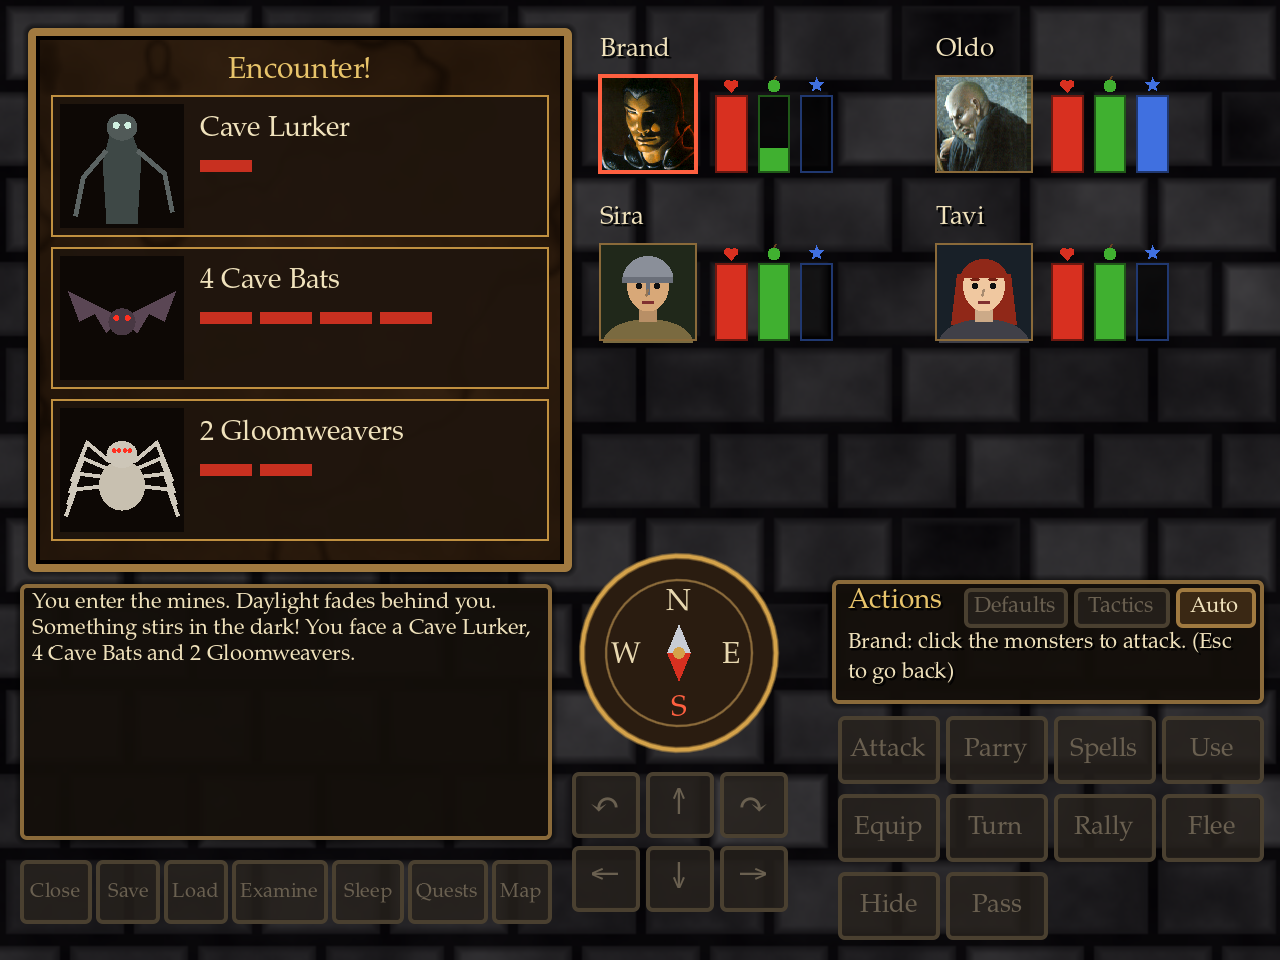 Encounter!
Cave Lurker
4 Cave Bats
2 Gloomweavers
Brand
Oldo
Sira
Tavi
You enter the mines. Daylight fades behind you.
Something stirs in the dark! You face a Cave Lurker,
4 Cave Bats and 2 Gloomweavers.
N
W E
S
Actions Defaults Tactics Auto
Brand: click the monsters to attack. (Esc
to go back)
Attack Parry Spells Use
Equip Turn Rally Flee
Hide Pass
Close Save Load Examine Sleep Quests Map